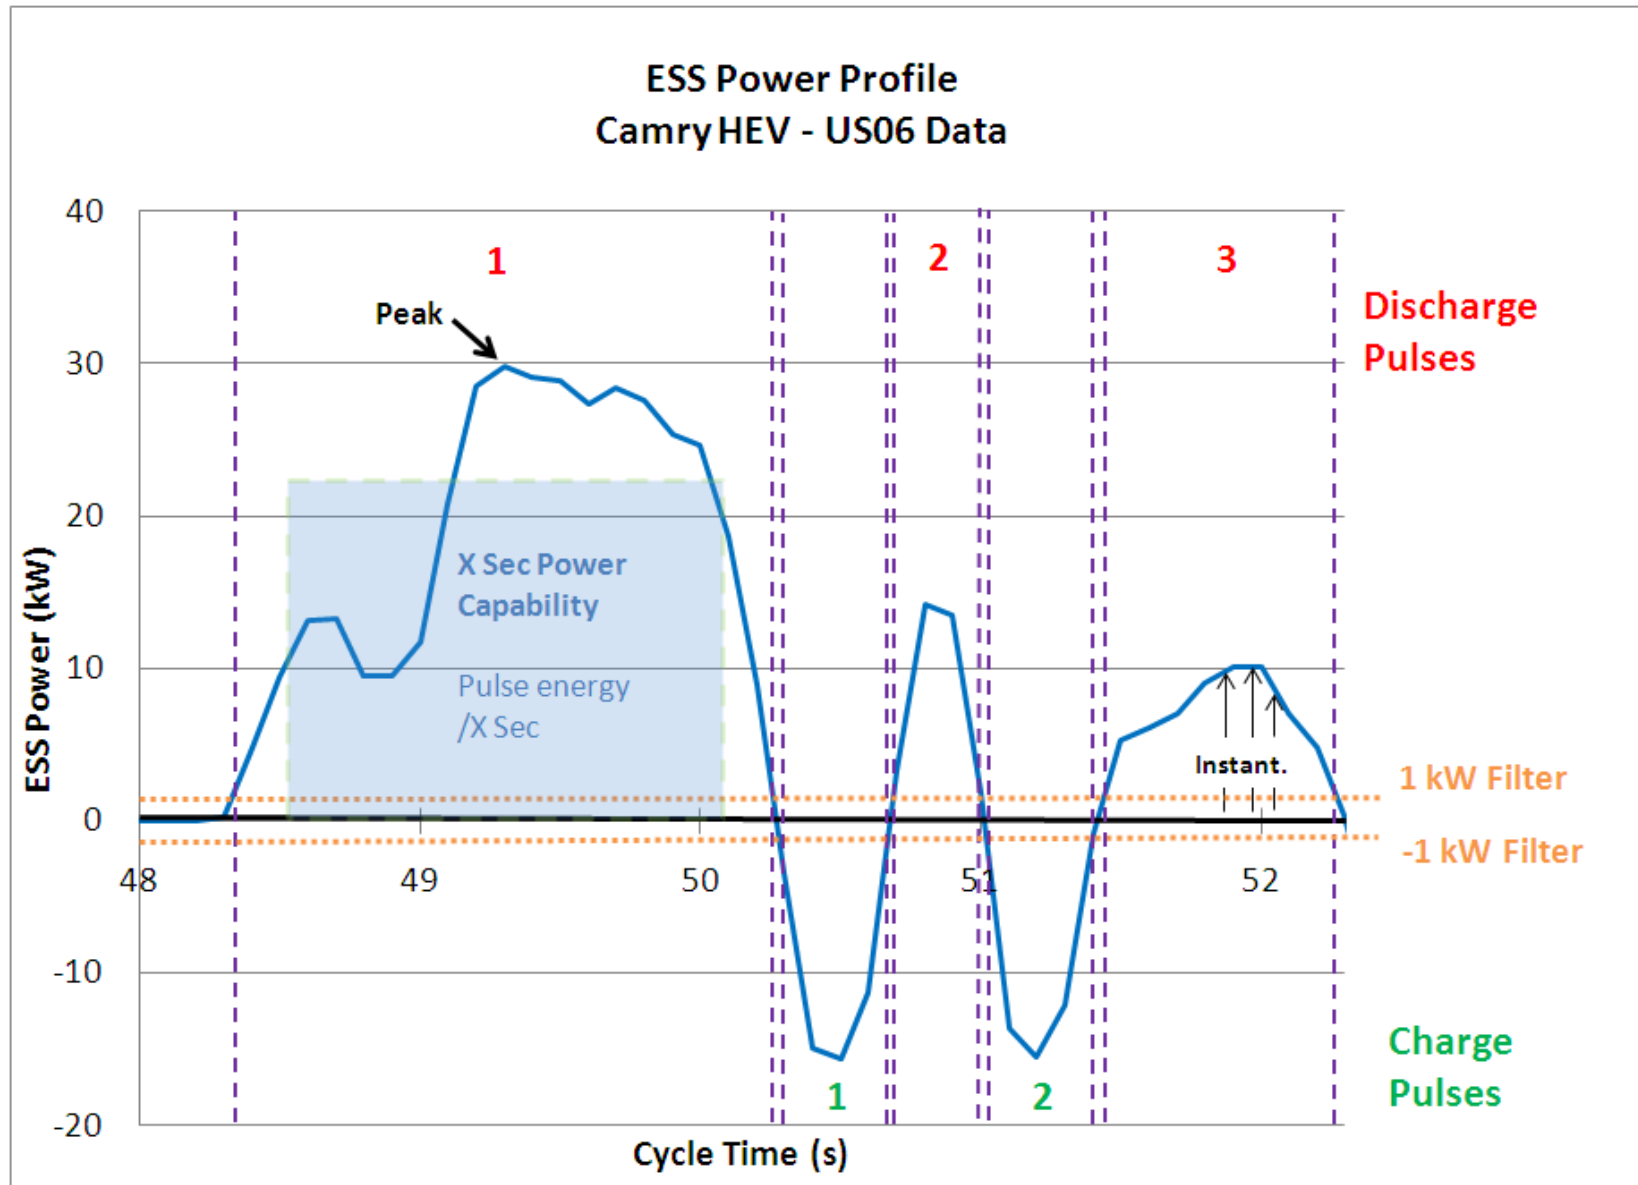 ESS Power Profile
Camry HEV - US06 Data
40
30
20
10
0
-10
-20
ESS Power (kW)
48
49
50
51
52
Cycle Time (s)
1
2
3
Peak
Discharge
Pulses
X Sec Power
Capability
Pulse energy
/X Sec
Instant.
1 kW Filter
-1 kW Filter
1
2
Charge
Pulses